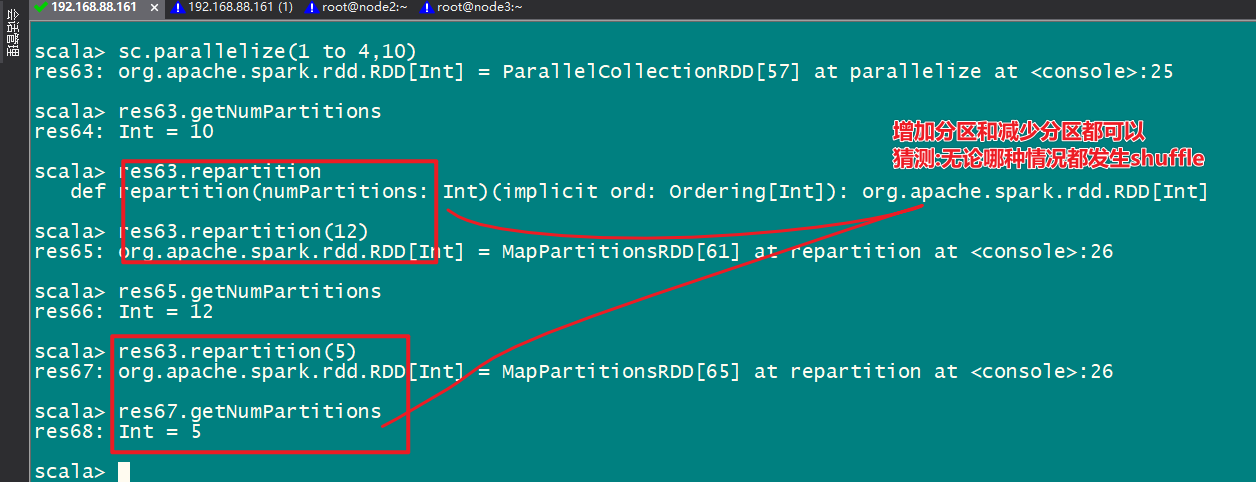 192.168.88.161 × 192.168.88.161 (1) root@node2:~ root@node3:~
会话管理
scala> sc.parallelize(1 to 4,10)
res63: org.apache.spark.rdd.RDD[Int] = ParallelCollectionRDD[57] at parallelize at <console>:25
scala> res63.getNumPartitions
res64: Int = 10
增加分区和减少分区都可以
猜测:无论哪种情况都发生shuffle
scala> res63.repartition
def repartition(numPartitions: Int)(implicit ord: Ordering[Int]): org.apache.spark.rdd.RDD[Int]
scala> res63.repartition(12)
res65: org.apache.spark.rdd.RDD[Int] = MapPartitionsRDD[61] at repartition at <console>:26
scala> res65.getNumPartitions
res66: Int = 12
scala> res63.repartition(5)
res67: org.apache.spark.rdd.RDD[Int] = MapPartitionsRDD[65] at repartition at <console>:26
scala> res67.getNumPartitions
res68: Int = 5
scala>